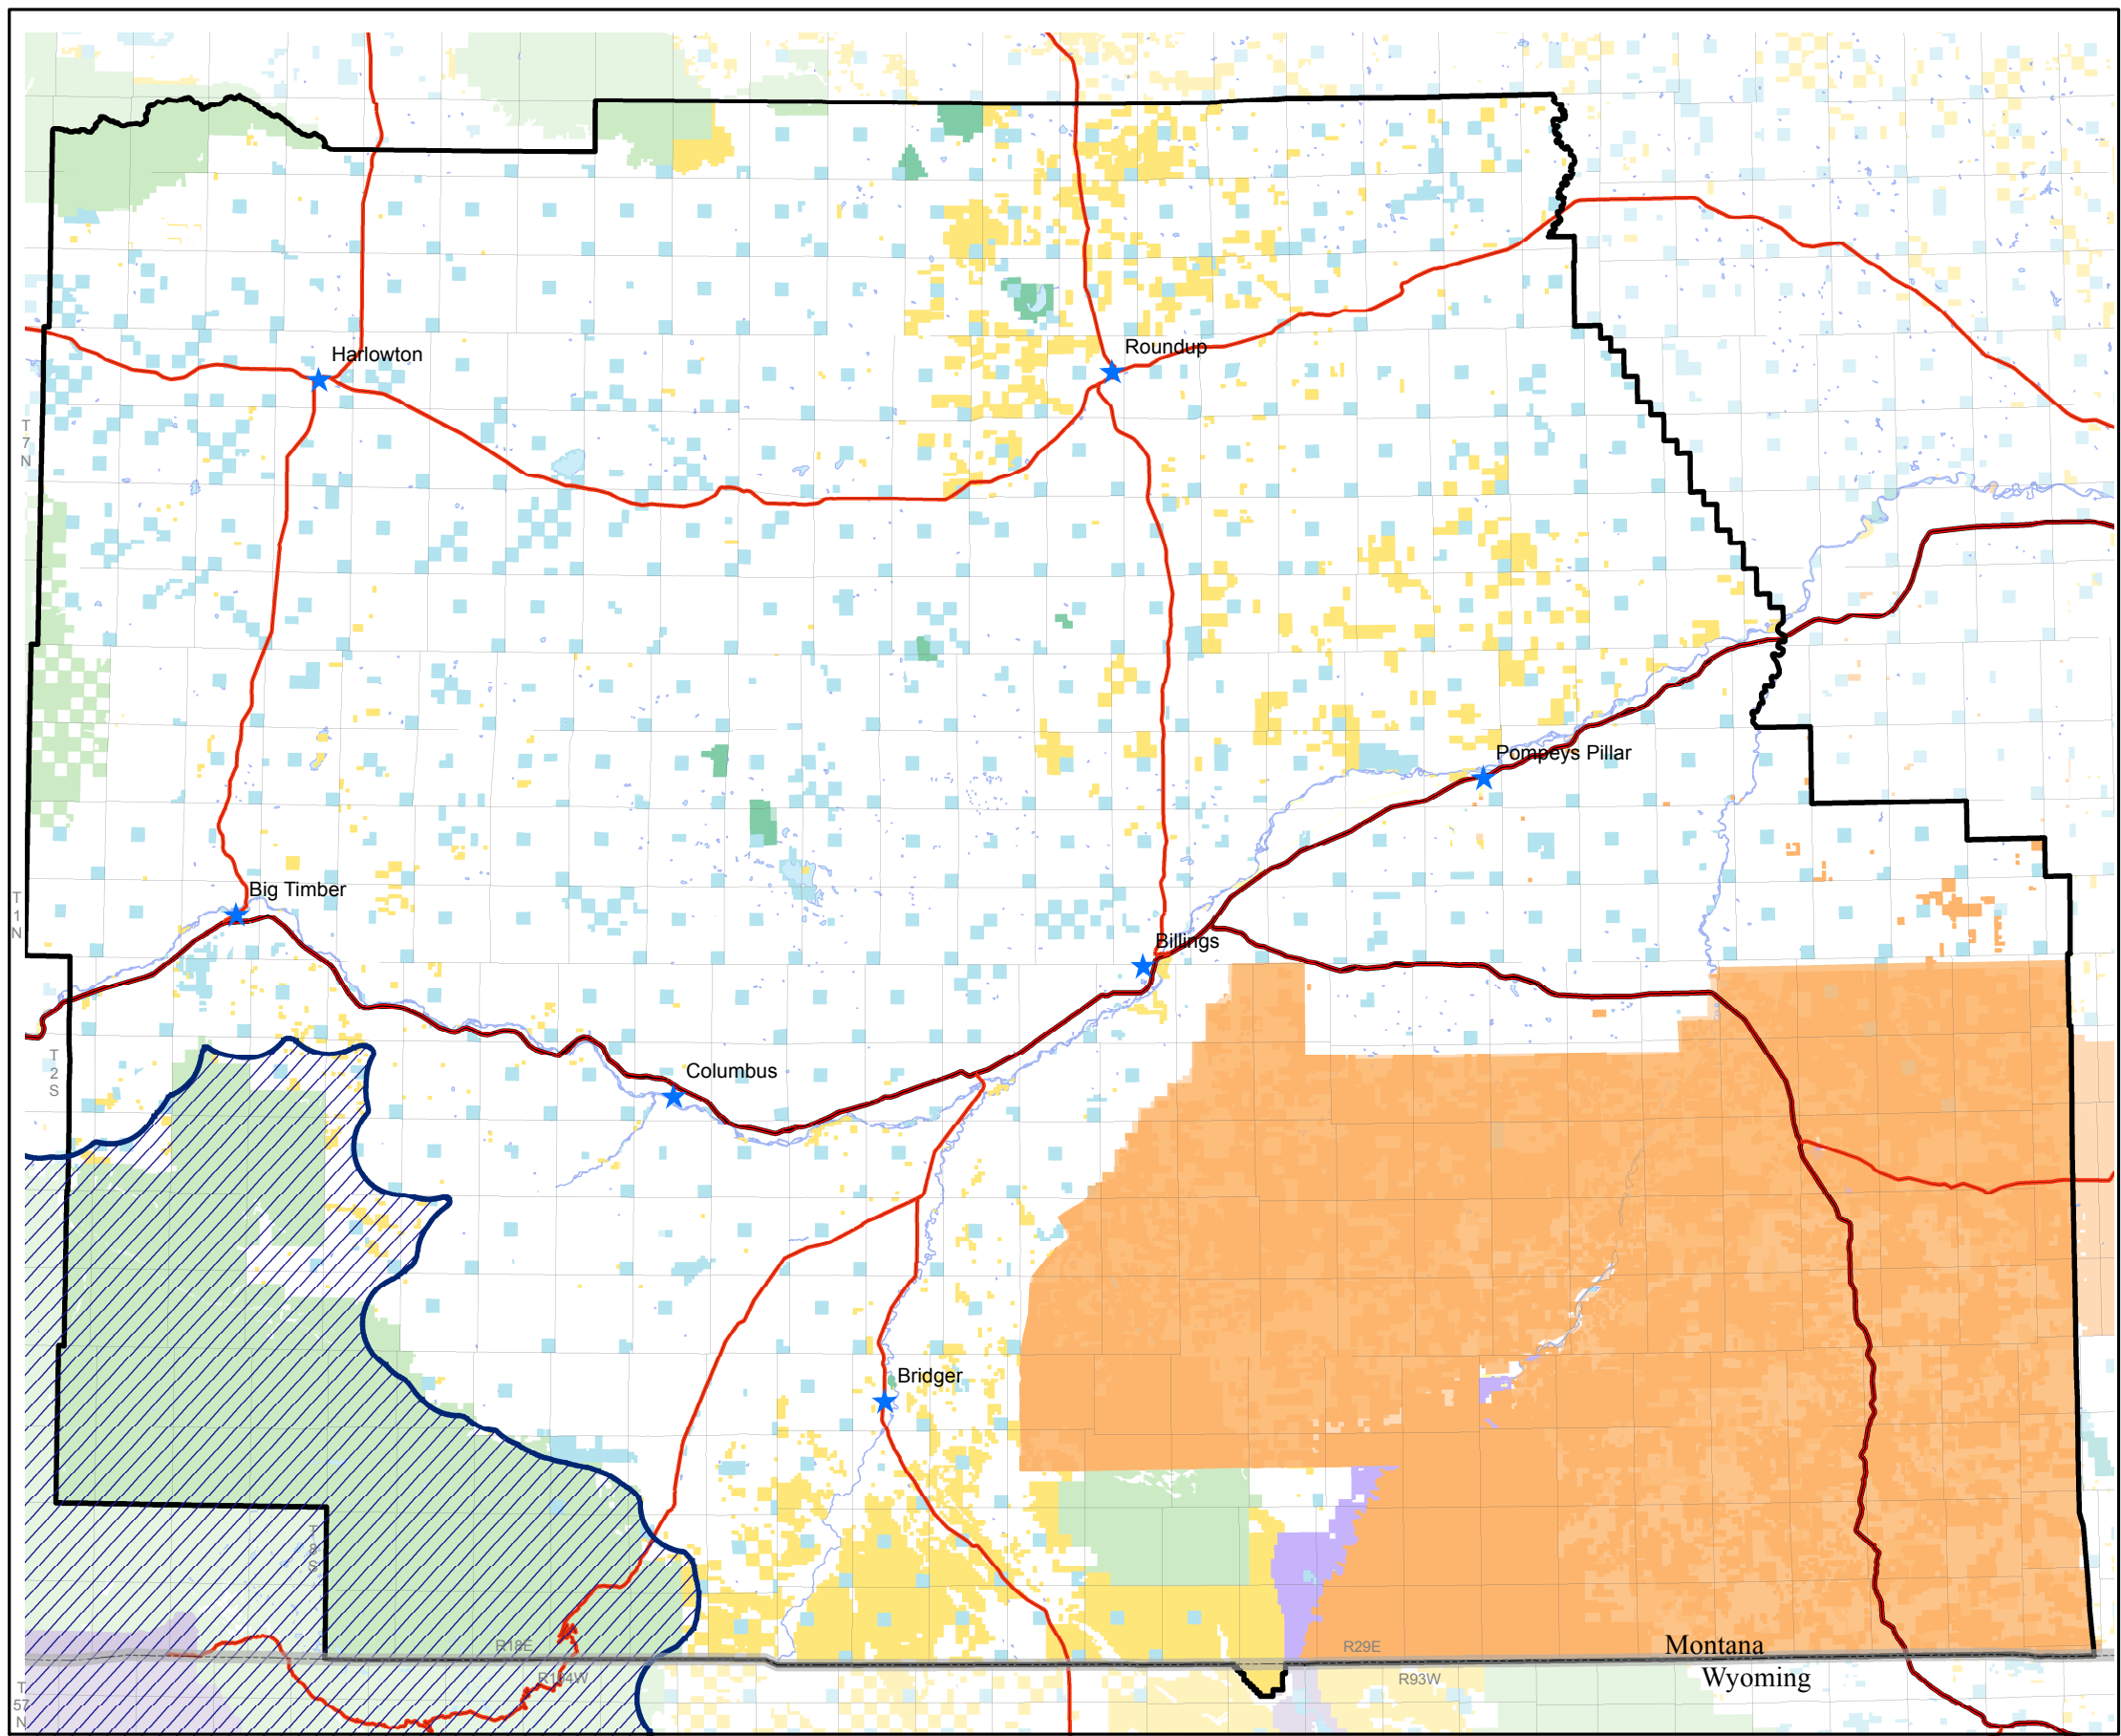 Roundup
Harlowton
T
7
N
Pompeys Pillar
Big Timber
T
1
N
Billings
T
2
S
Columbus
Bridger
T
8
S
R18E
R29E
Montana
R104W
R93W
Wyoming
T
57
N